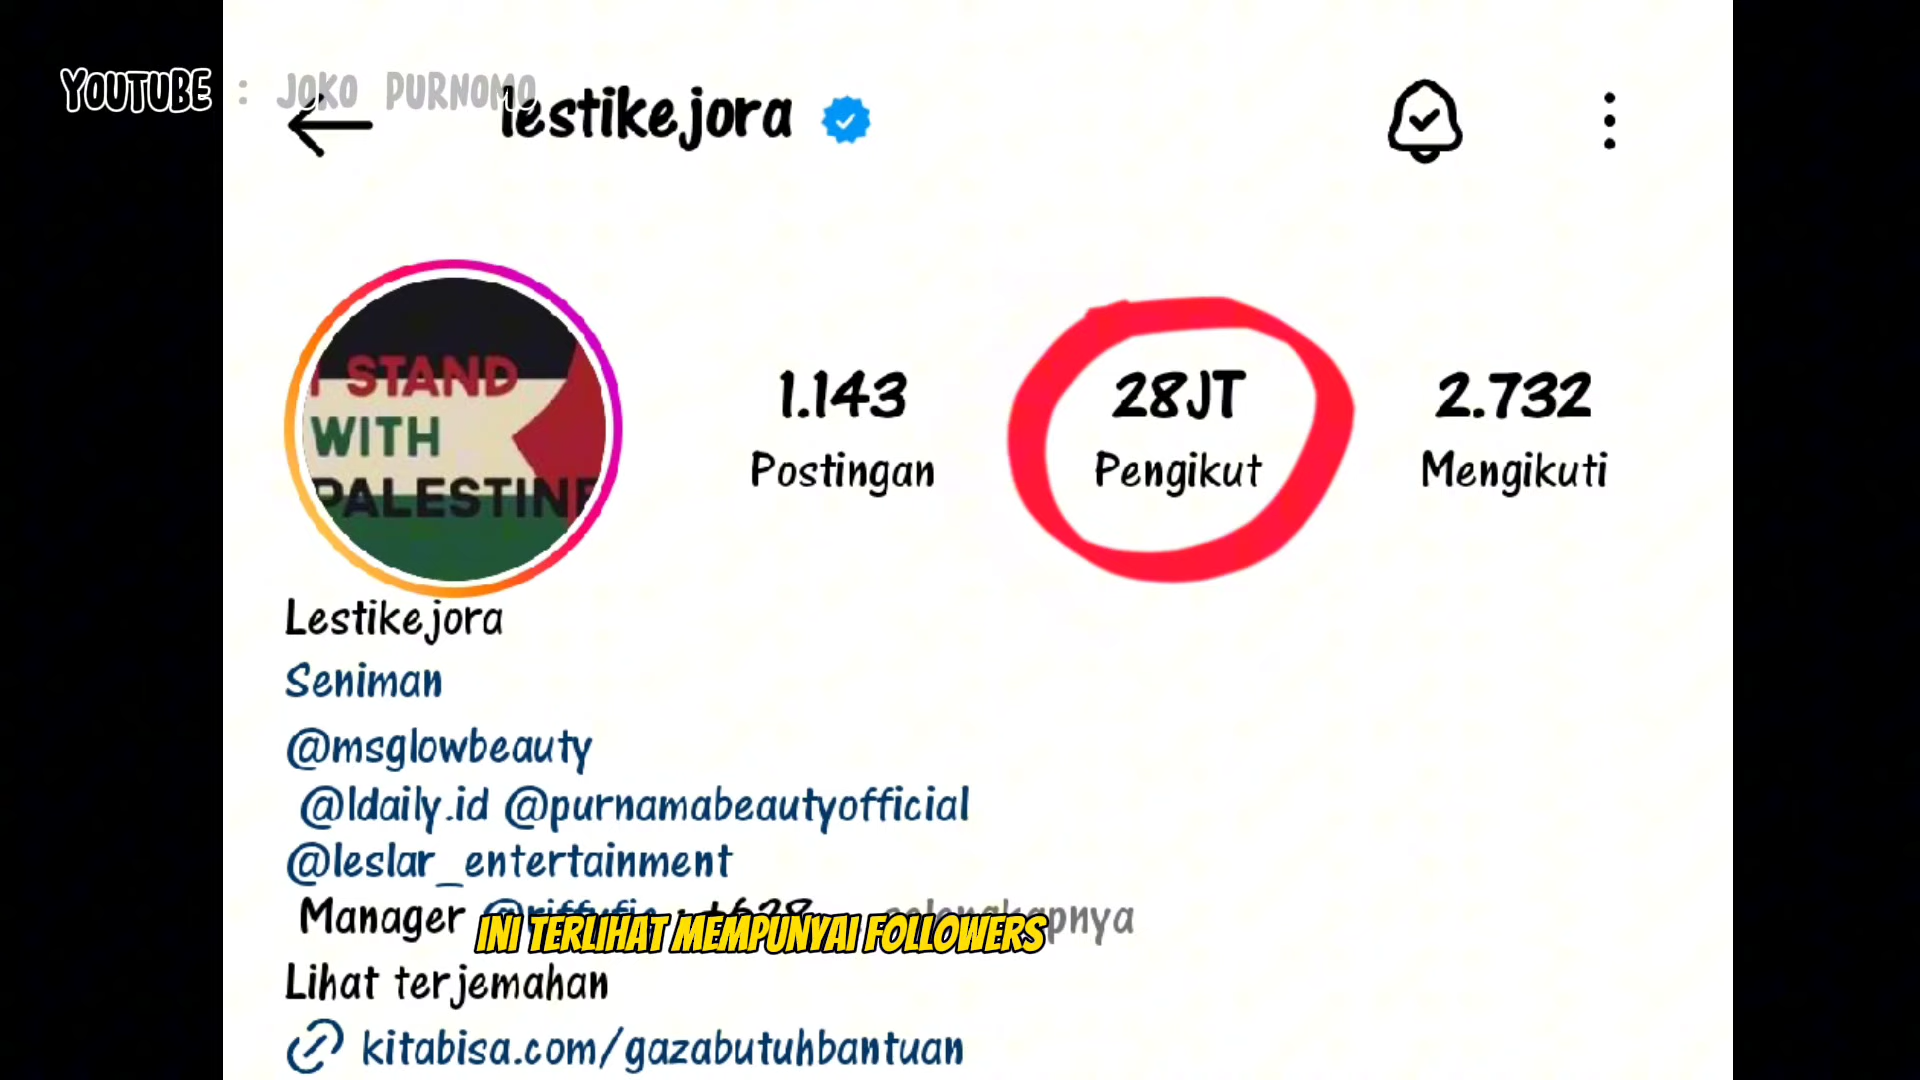 YOUTUBE : JOKO PURNOMO
lestikejora
I STAND
WITH
PALESTINE
1.143
Postingan
28JT
Pengikut
2.732
Mengikuti
Lestikejora
Seniman
@msglowbeauty
@ldaily.id @purnamabeautyofficial
@leslar_entertainment
Manager
INI TERLIHAT MEMPUNYAI FOLLOWERS
Lihat terjemahan
kitabisa.com/gazabutuhbantuan